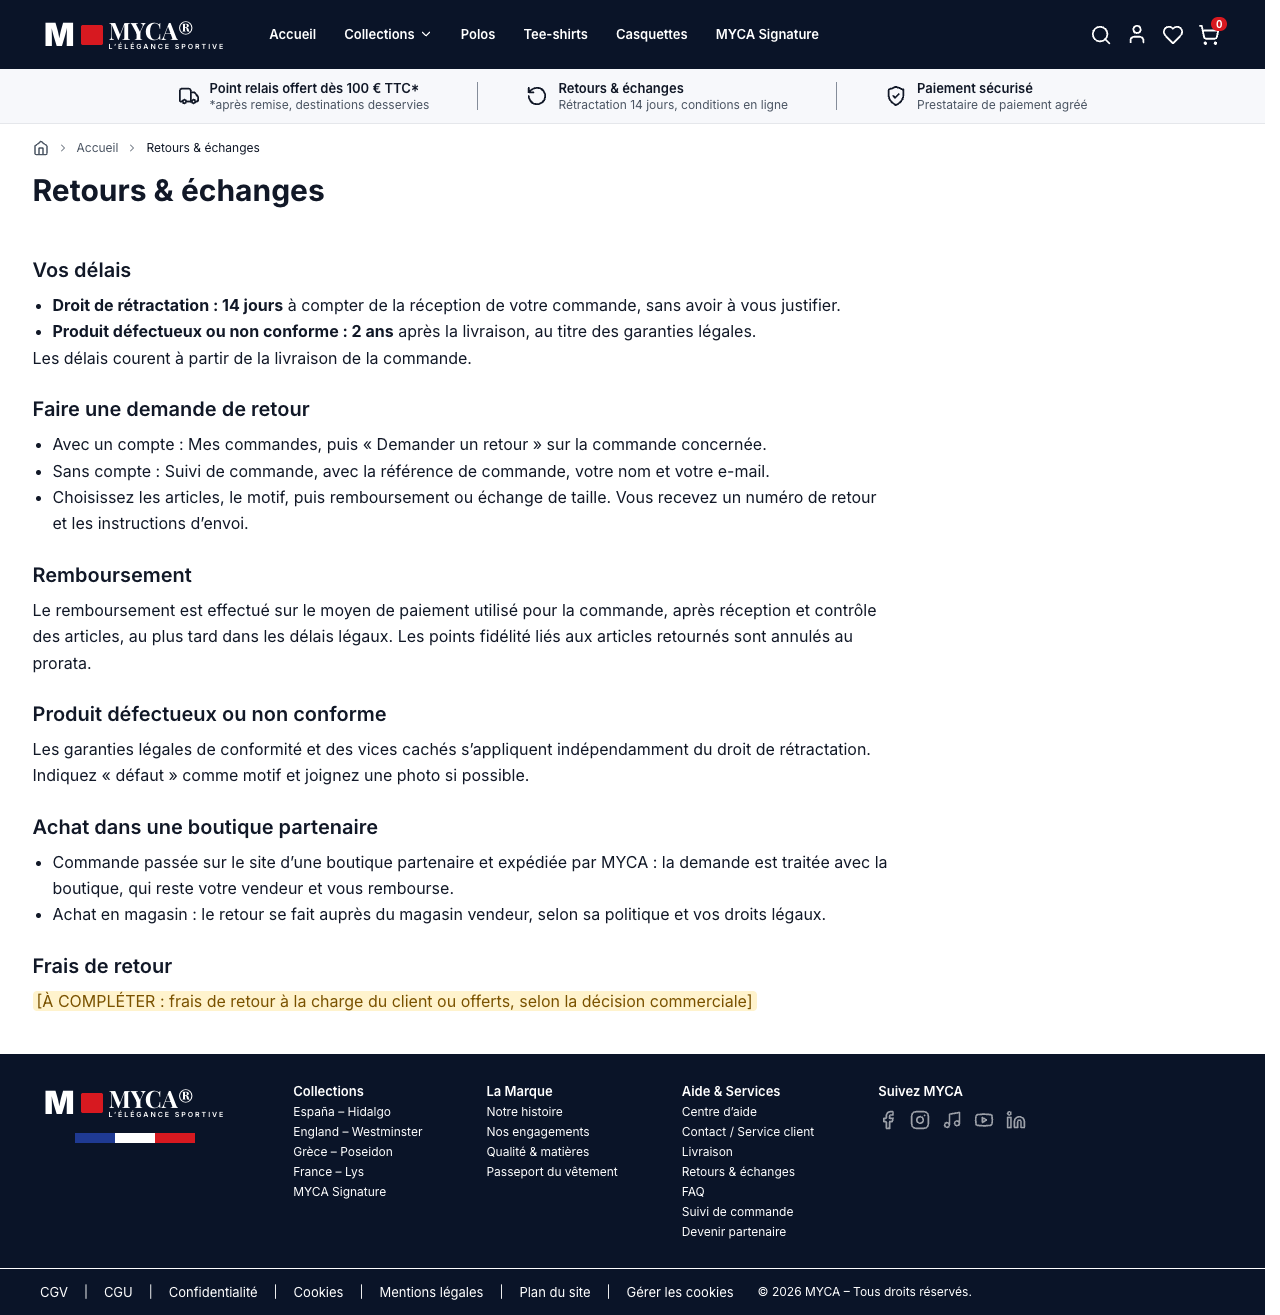 M MYCA®
L'ÉLÉGANCE SPORTIVE
Accueil Collections Polos Tee-shirts Casquettes MYCA Signature
0
Point relais offert dès 100 € TTC*
*après remise, destinations desservies
Retours & échanges
Rétractation 14 jours, conditions en ligne
Paiement sécurisé
Prestataire de paiement agréé
Accueil Retours & échanges
Retours & échanges
Vos délais
• Droit de rétractation : 14 jours à compter de la réception de votre commande, sans avoir à vous justifier.
• Produit défectueux ou non conforme : 2 ans après la livraison, au titre des garanties légales.
Les délais courent à partir de la livraison de la commande.
Faire une demande de retour
• Avec un compte : Mes commandes, puis « Demander un retour » sur la commande concernée.
• Sans compte : Suivi de commande, avec la référence de commande, votre nom et votre e-mail.
• Choisissez les articles, le motif, puis remboursement ou échange de taille. Vous recevez un numéro de retour
et les instructions d’envoi.
Remboursement
Le remboursement est effectué sur le moyen de paiement utilisé pour la commande, après réception et contrôle
des articles, au plus tard dans les délais légaux. Les points fidélité liés aux articles retournés sont annulés au
prorata.
Produit défectueux ou non conforme
Les garanties légales de conformité et des vices cachés s’appliquent indépendamment du droit de rétractation.
Indiquez « défaut » comme motif et joignez une photo si possible.
Achat dans une boutique partenaire
• Commande passée sur le site d’une boutique partenaire et expédiée par MYCA : la demande est traitée avec la
boutique, qui reste votre vendeur et vous rembourse.
• Achat en magasin : le retour se fait auprès du magasin vendeur, selon sa politique et vos droits légaux.
Frais de retour
[À COMPLÉTER : frais de retour à la charge du client ou offerts, selon la décision commerciale]
M MYCA®
L'ÉLÉGANCE SPORTIVE
Collections
España – Hidalgo
England – Westminster
Grèce – Poseidon
France – Lys
MYCA Signature
La Marque
Notre histoire
Nos engagements
Qualité & matières
Passeport du vêtement
Aide & Services
Centre d’aide
Contact / Service client
Livraison
Retours & échanges
FAQ
Suivi de commande
Devenir partenaire
Suivez MYCA
CGV | CGU | Confidentialité | Cookies | Mentions légales | Plan du site | Gérer les cookies © 2026 MYCA – Tous droits réservés.